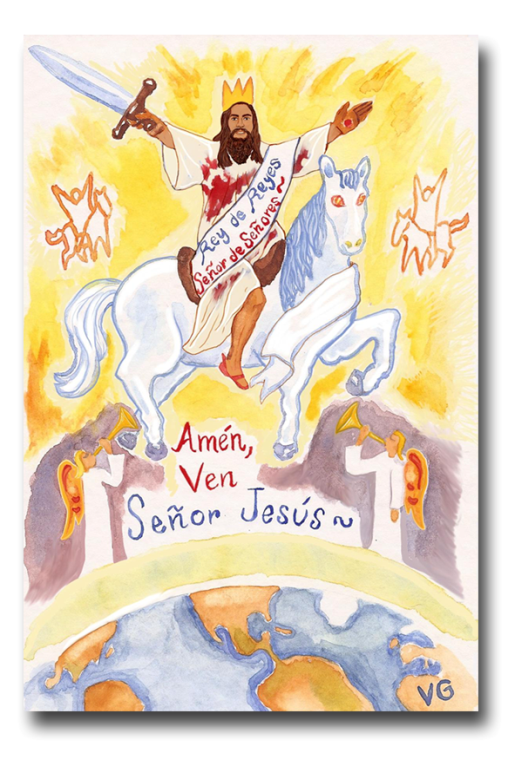 Rey de Reyes
Señor de Señores ~
Amén,
Ven
Señor Jesús ~
VG